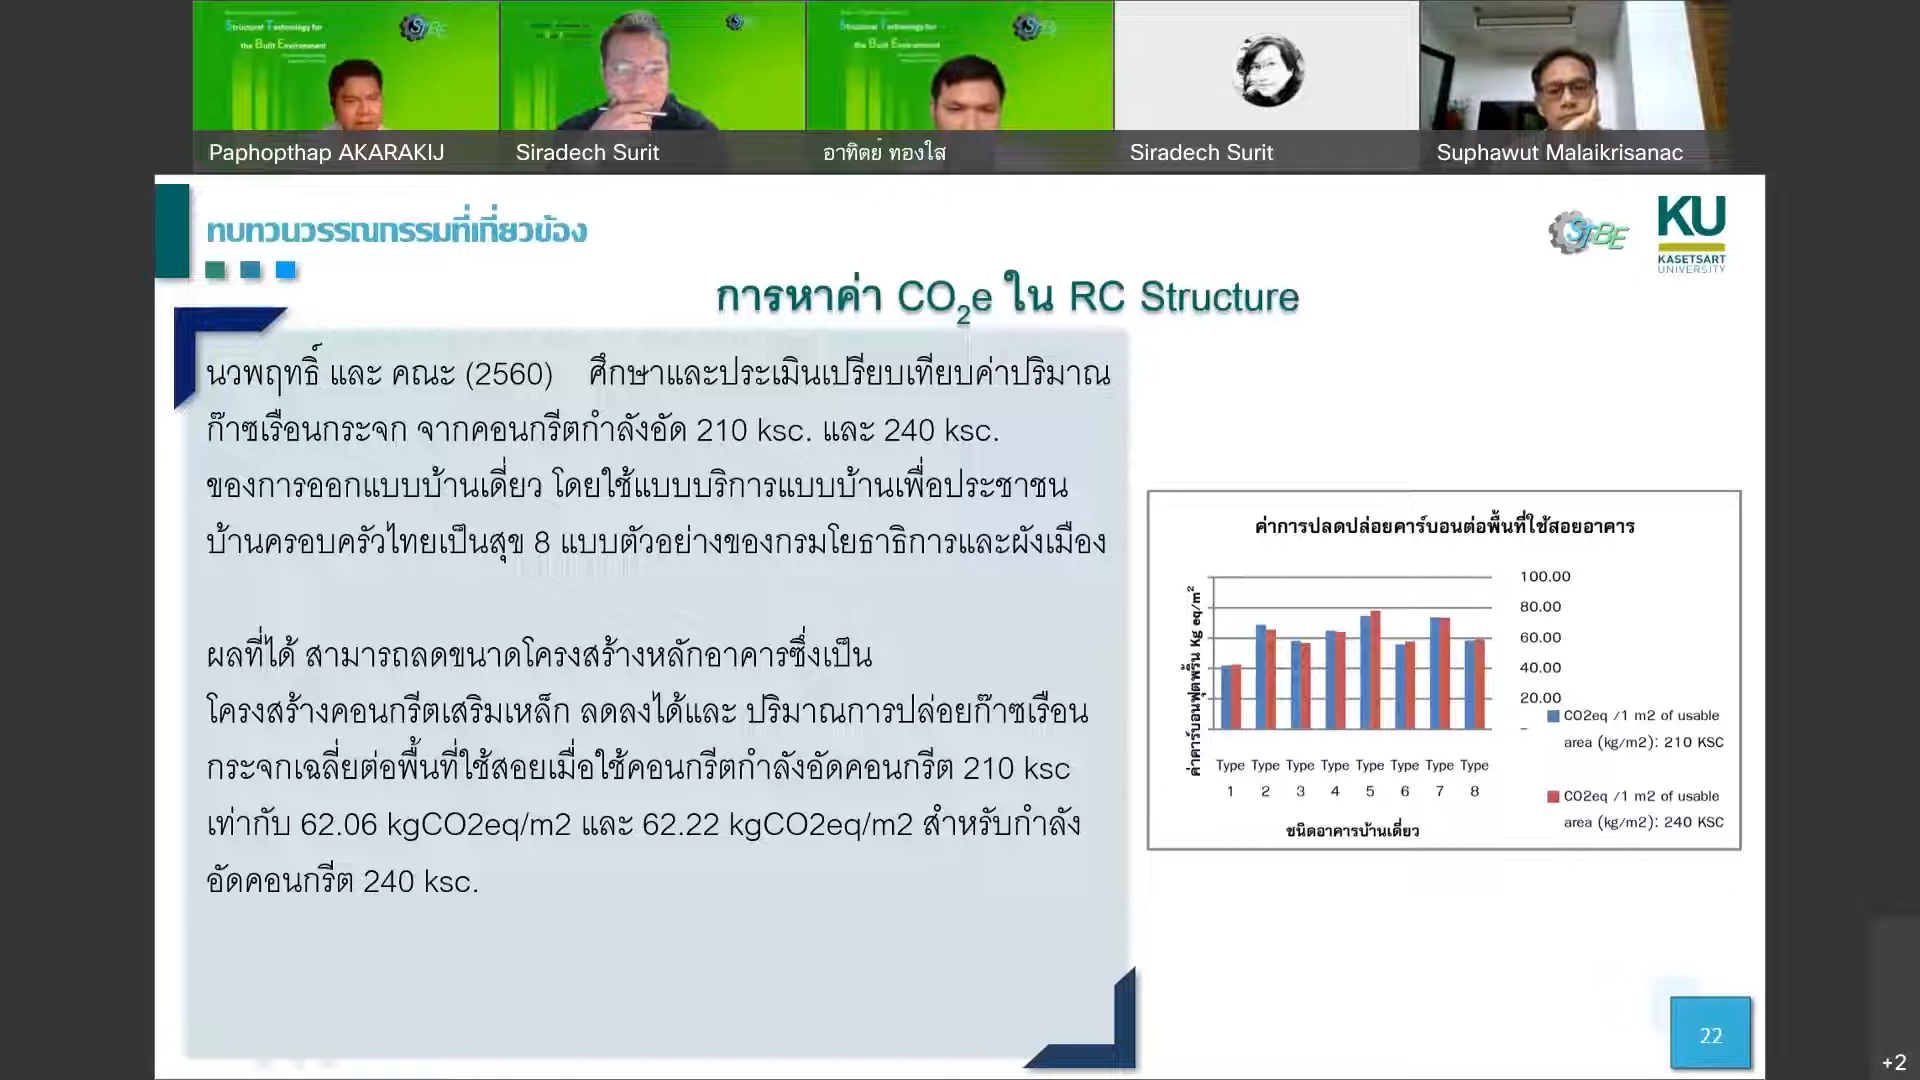 Structural Technology for
the Built Environment
STBE
Structural Technology for
the Built Environment
Paphopthap AKARAKIJ
Siradech Surit
อาทิตย์ ทองใส
Siradech Surit
Suphawut Malaikrisanac
ทบทวนวรรณกรรมที่เกี่ยวข้อง
STBE
KU
KASETSART
UNIVERSITY
การหาค่า CO2e ใน RC Structure
นวพฤทธิ์ และ คณะ (2560) ศึกษาและประเมินเปรียบเทียบค่าปริมาณ
ก๊าซเรือนกระจก จากคอนกรีตกำลังอัด 210 ksc. และ 240 ksc.
ของการออกแบบบ้านเดี่ยว โดยใช้แบบบริการแบบบ้านเพื่อประชาชน
บ้านครอบครัวไทยเป็นสุข 8 แบบตัวอย่างของกรมโยธาธิการและผังเมือง
ผลที่ได้ สามารถลดขนาดโครงสร้างหลักอาคารซึ่งเป็น
โครงสร้างคอนกรีตเสริมเหล็ก ลดลงได้และ ปริมาณการปล่อยก๊าซเรือน
กระจกเฉลี่ยต่อพื้นที่ใช้สอยเมื่อใช้คอนกรีตกำลังอัดคอนกรีต 210 ksc
เท่ากับ 62.06 kgCO2eq/m2 และ 62.22 kgCO2eq/m2 สำหรับกำลัง
อัดคอนกรีต 240 ksc.
ค่าการปลดปล่อยคาร์บอนต่อพื้นที่ใช้สอยอาคาร
ค่าคาร์บอนฟุตพริ้น Kg eq/m2
100.00
80.00
60.00
40.00
20.00
-
CO2eq /1 m2 of usable
area (kg/m2): 210 KSC
CO2eq /1 m2 of usable
area (kg/m2): 240 KSC
Type Type Type Type Type Type Type Type
1 2 3 4 5 6 7 8
ชนิดอาคารบ้านเดี่ยว
22
+2